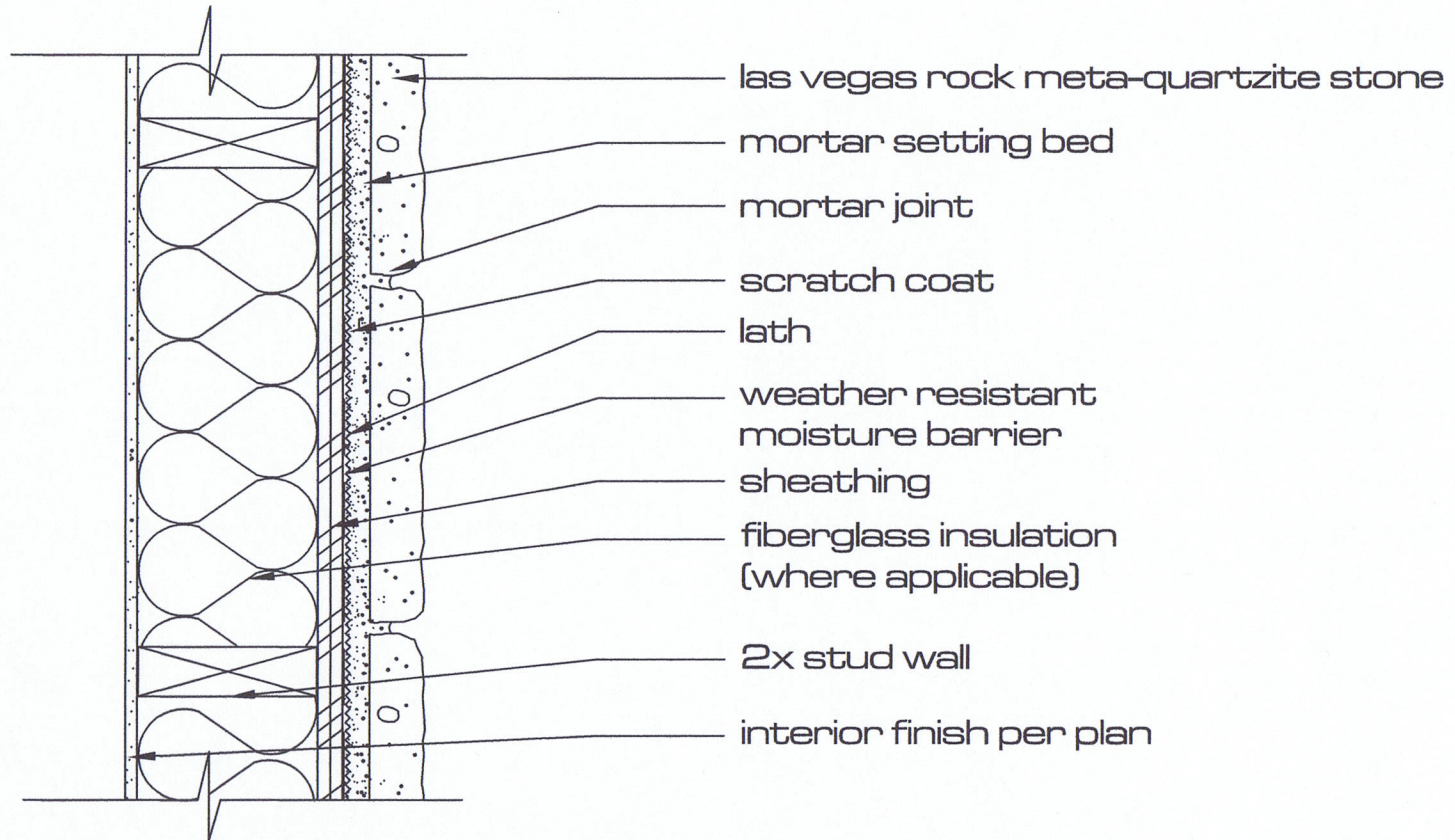 las vegas rock meta-quartzite stone
mortar setting bed
mortar joint
scratch coat
lath
weather resistant
moisture barrier
sheathing
fiberglass insulation
(where applicable)
2x stud wall
interior finish per plan